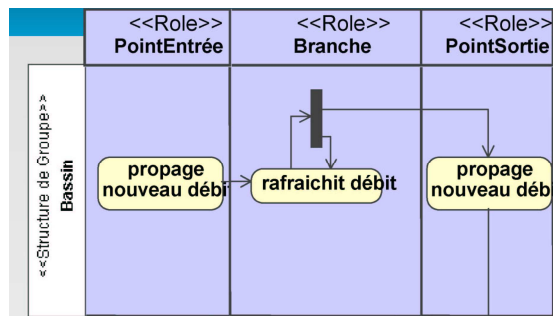 <<Role>>
PointEntrée
<<Role>>
Branche
<<Role>>
PointSortie
<<Structure de Groupe>>
Bassin
propage
nouveau débi
rafraichit débit
propage
nouveau déb